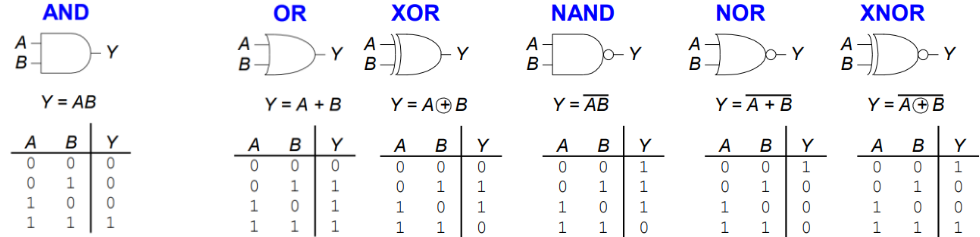 AND OR XOR NAND NOR XNOR
A Y A Y A Y A Y A Y A Y
B B B B B B
Y = AB Y = A + B Y = A ⊕ B Y = A̅B̅ Y = A̅ ̅+̅ ̅B̅ Y = A̅ ̅⊕̅ ̅B̅
A B Y A B Y A B Y A B Y A B Y A B Y
0 0 0 0 0 0 0 0 0 0 0 1 0 0 1 0 0 1
0 1 0 0 1 1 0 1 1 0 1 1 0 1 0 0 1 0
1 0 0 1 0 1 1 0 1 1 0 1 1 0 0 1 0 0
1 1 1 1 1 1 1 1 0 1 1 0 1 1 0 1 1 1